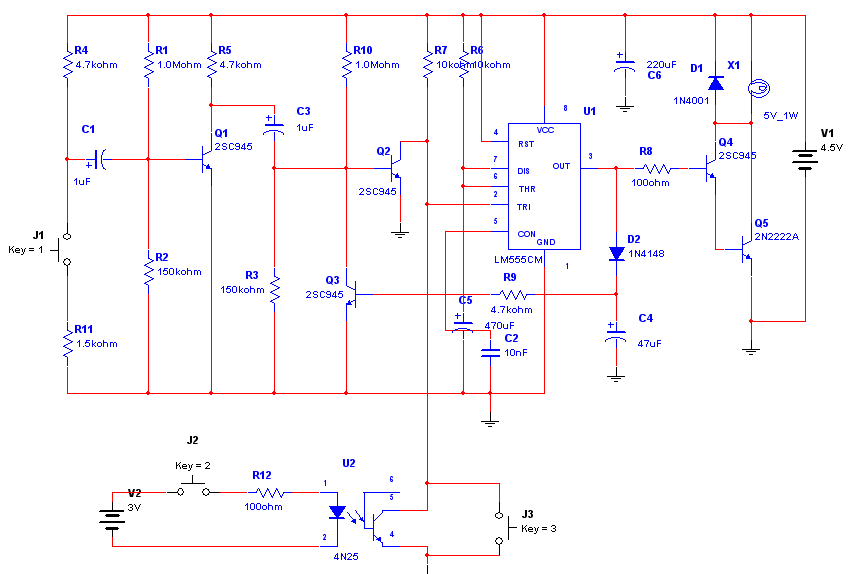 R4
4.7kohm
R1
1.0Mohm
R5
4.7kohm
R10
1.0Mohm
R7
10kohm
R6
10kohm
220uF
C6
D1
1N4001
X1
5V_1W
V1
4.5V
C1
1uF
Q1
2SC945
C3
1uF
Q2
2SC945
U1
8
VCC
4
RST
7
DIS
6
THR
2
TRI
5
CON
GND
1
OUT
3
LM555CM
R8
100ohm
Q4
2SC945
Q5
2N2222A
D2
1N4148
J1
Key = 1
R2
150kohm
R3
150kohm
Q3
2SC945
R9
4.7kohm
C5
470uF
C2
10nF
C4
47uF
R11
1.5kohm
J2
Key = 2
V2
3V
R12
100ohm
U2
1
2
6
5
4
4N25
J3
Key = 3